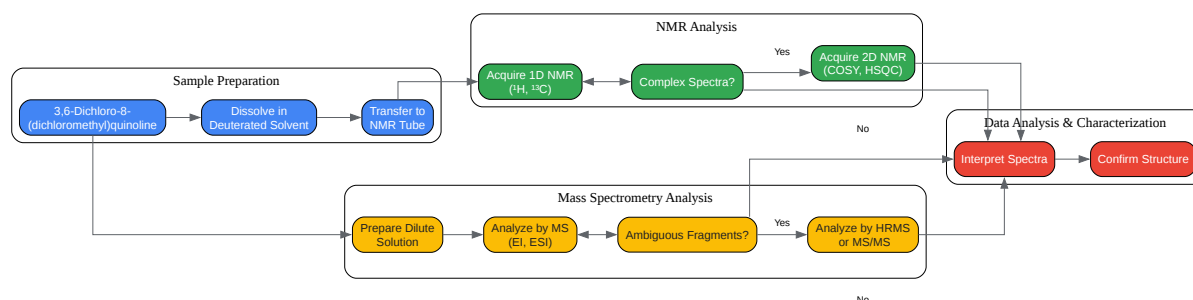 NMR Analysis
Acquire 1D NMR
(¹H, ¹³C)
Complex Spectra?
Yes
Acquire 2D NMR
(COSY, HSQC)
Sample Preparation
3,6-Dichloro-8-
(dichloromethyl)quinoline
Dissolve in
Deuterated Solvent
Transfer to
NMR Tube
No
Data Analysis & Characterization
Interpret Spectra
Confirm Structure
Mass Spectrometry Analysis
Prepare Dilute
Solution
Analyze by MS
(EI, ESI)
Ambiguous Fragments?
Yes
Analyze by HRMS
or MS/MS
No